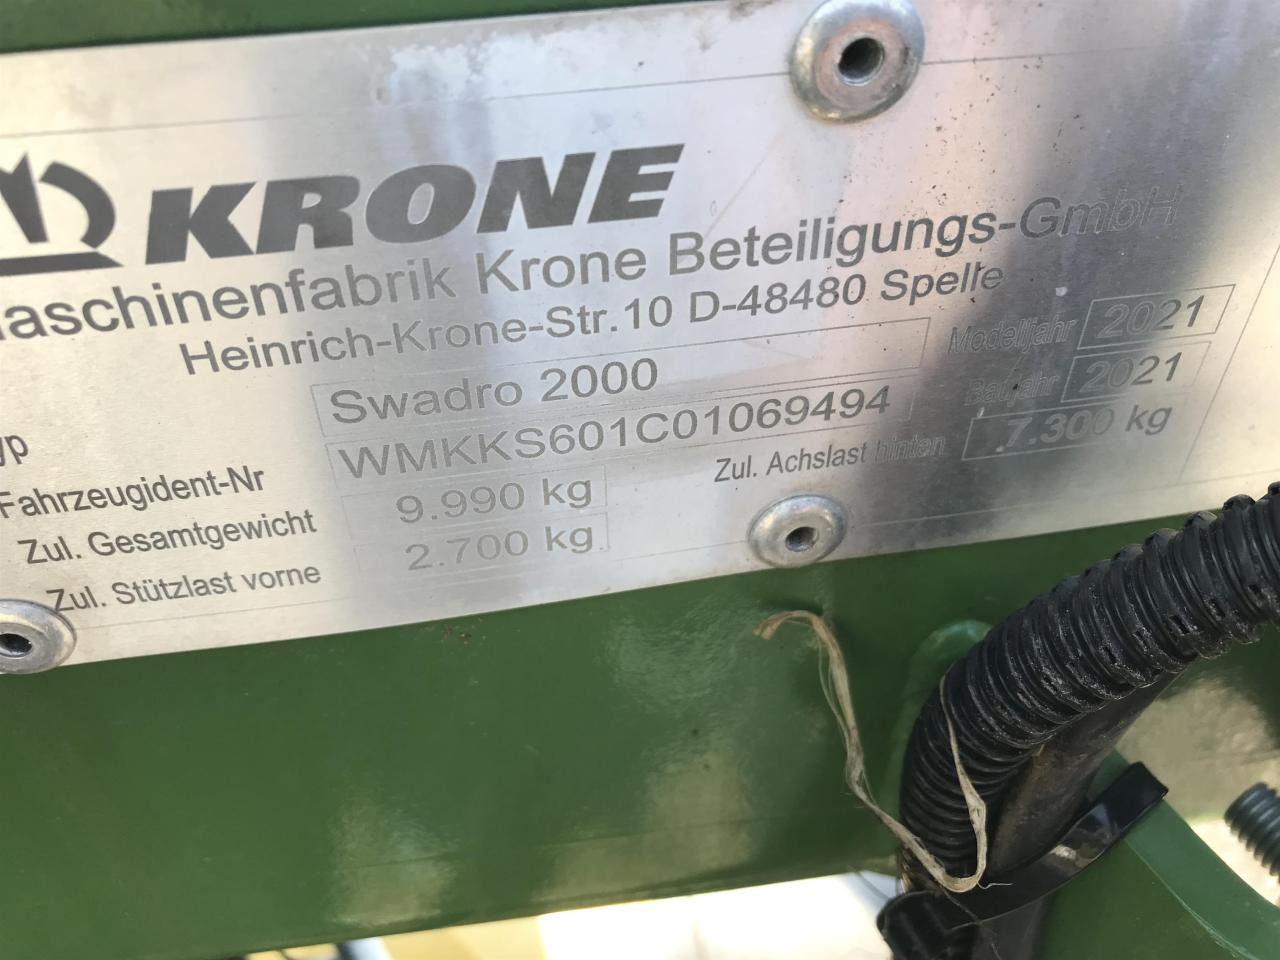 KRONE
aschinenfabrik Krone Beteiligungs-GmbH
Heinrich-Krone-Str.10 D-48480 Spelle
yp Swadro 2000 Modelljahr 2021
Fahrzeugident-Nr WMKKS601C01069494 Baujahr 2021
Zul. Gesamtgewicht 9.990 kg Zul. Achslast hinten 7.300 kg
Zul. Stützlast vorne 2.700 kg